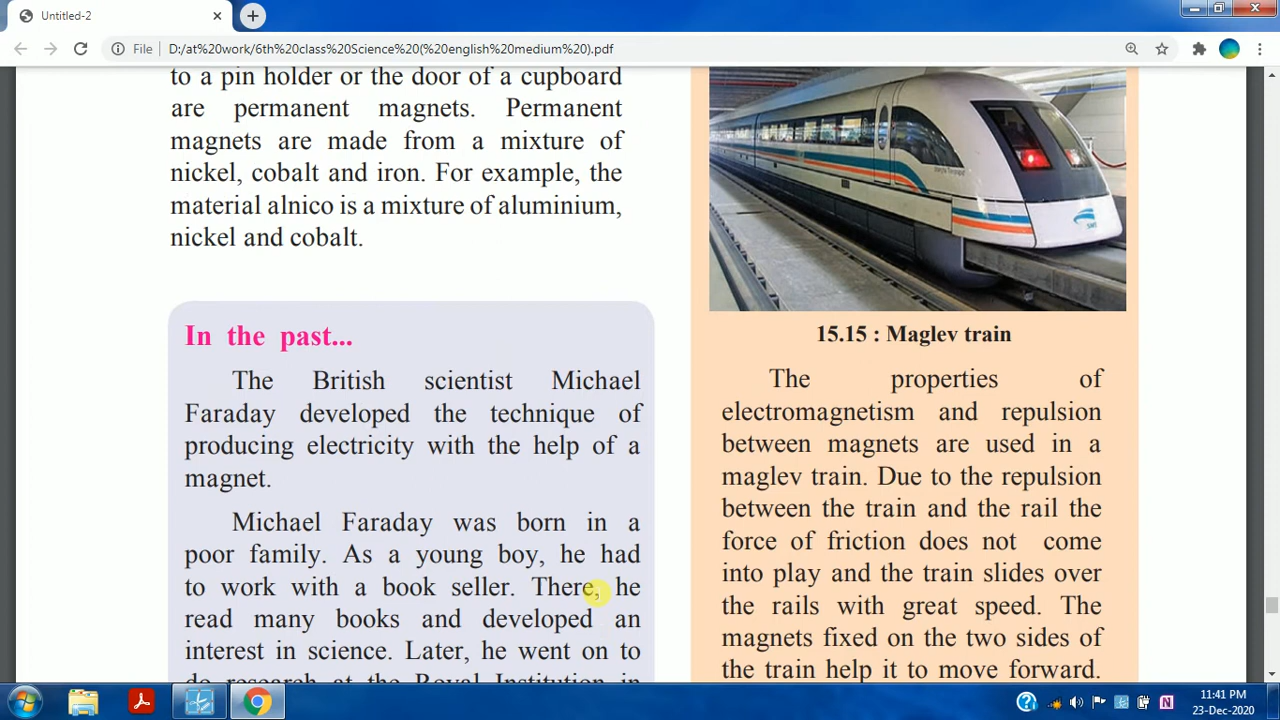 Untitled-2
File
D:/at%20work/6th%20class%20Science%20(%20english%20medium%20).pdf
to a pin holder or the door of a cupboard
are permanent magnets. Permanent
magnets are made from a mixture of
nickel, cobalt and iron. For example, the
material alnico is a mixture of aluminium,
nickel and cobalt.
In the past...
The British scientist Michael
Faraday developed the technique of
producing electricity with the help of a
magnet.
Michael Faraday was born in a
poor family. As a young boy, he had
to work with a book seller. There, he
read many books and developed an
interest in science. Later, he went on to
do research at the Royal Institution in
15.15 : Maglev train
The properties of
electromagnetism and repulsion
between magnets are used in a
maglev train. Due to the repulsion
between the train and the rail the
force of friction does not come
into play and the train slides over
the rails with great speed. The
magnets fixed on the two sides of
the train help it to move forward.
11:41 PM
23-Dec-2020